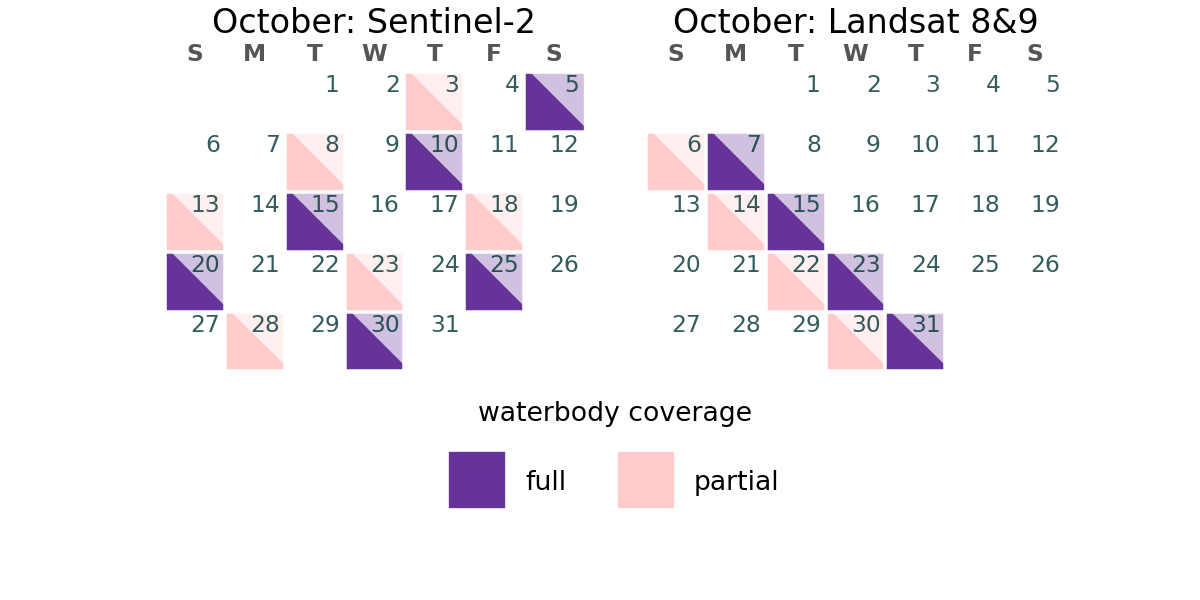 October: Sentinel-2
S M T W T F S
1 2 3 4 5
6 7 8 9 10 11 12
13 14 15 16 17 18 19
20 21 22 23 24 25 26
27 28 29 30 31
October: Landsat 8&9
S M T W T F S
1 2 3 4 5
6 7 8 9 10 11 12
13 14 15 16 17 18 19
20 21 22 23 24 25 26
27 28 29 30 31
waterbody coverage
full partial